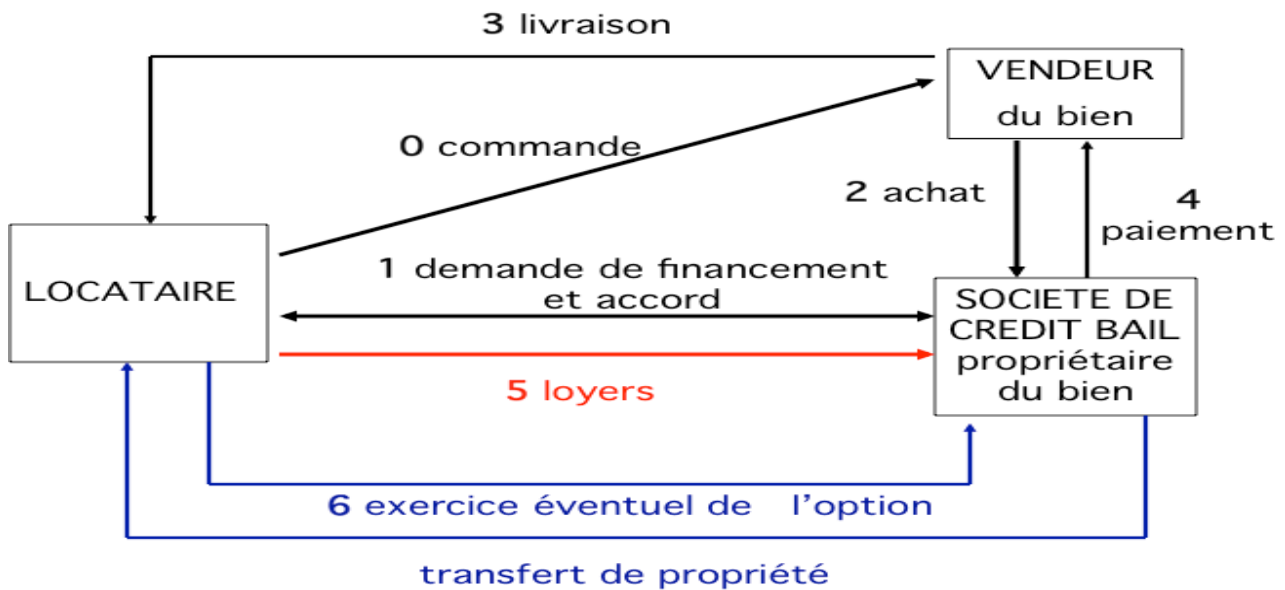 3 livraison
VENDEUR
du bien
0 commande
2 achat
4
paiement
1 demande de financement
et accord
LOCATAIRE
SOCIETE DE
CREDIT BAIL
propriétaire
du bien
5 loyers
6 exercice éventuel de l’option
transfert de propriété